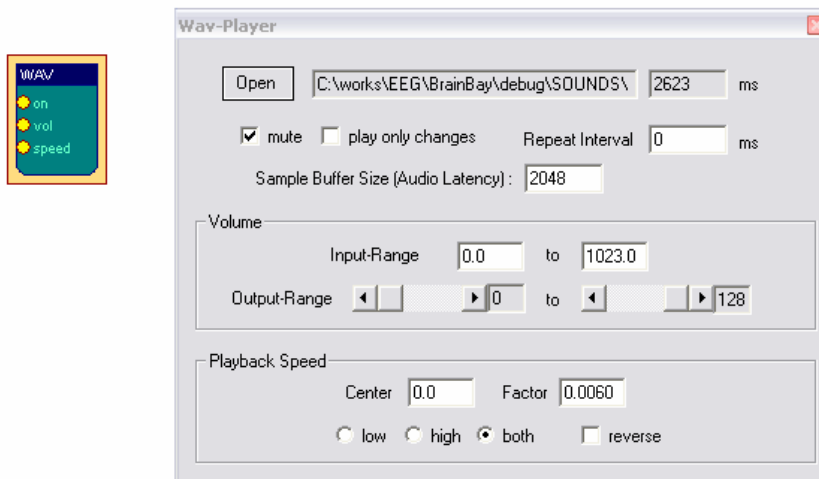 Wav-Player
WAV
on
vol
speed
Open C:\works\EEG\BrainBay\debug\SOUNDS\ 2623 ms
mute play only changes Repeat Interval 0 ms
Sample Buffer Size (Audio Latency) : 2048
Volume
Input-Range 0.0 to 1023.0
Output-Range 0 to 128
Playback Speed
Center 0.0 Factor 0.0060
low high both reverse